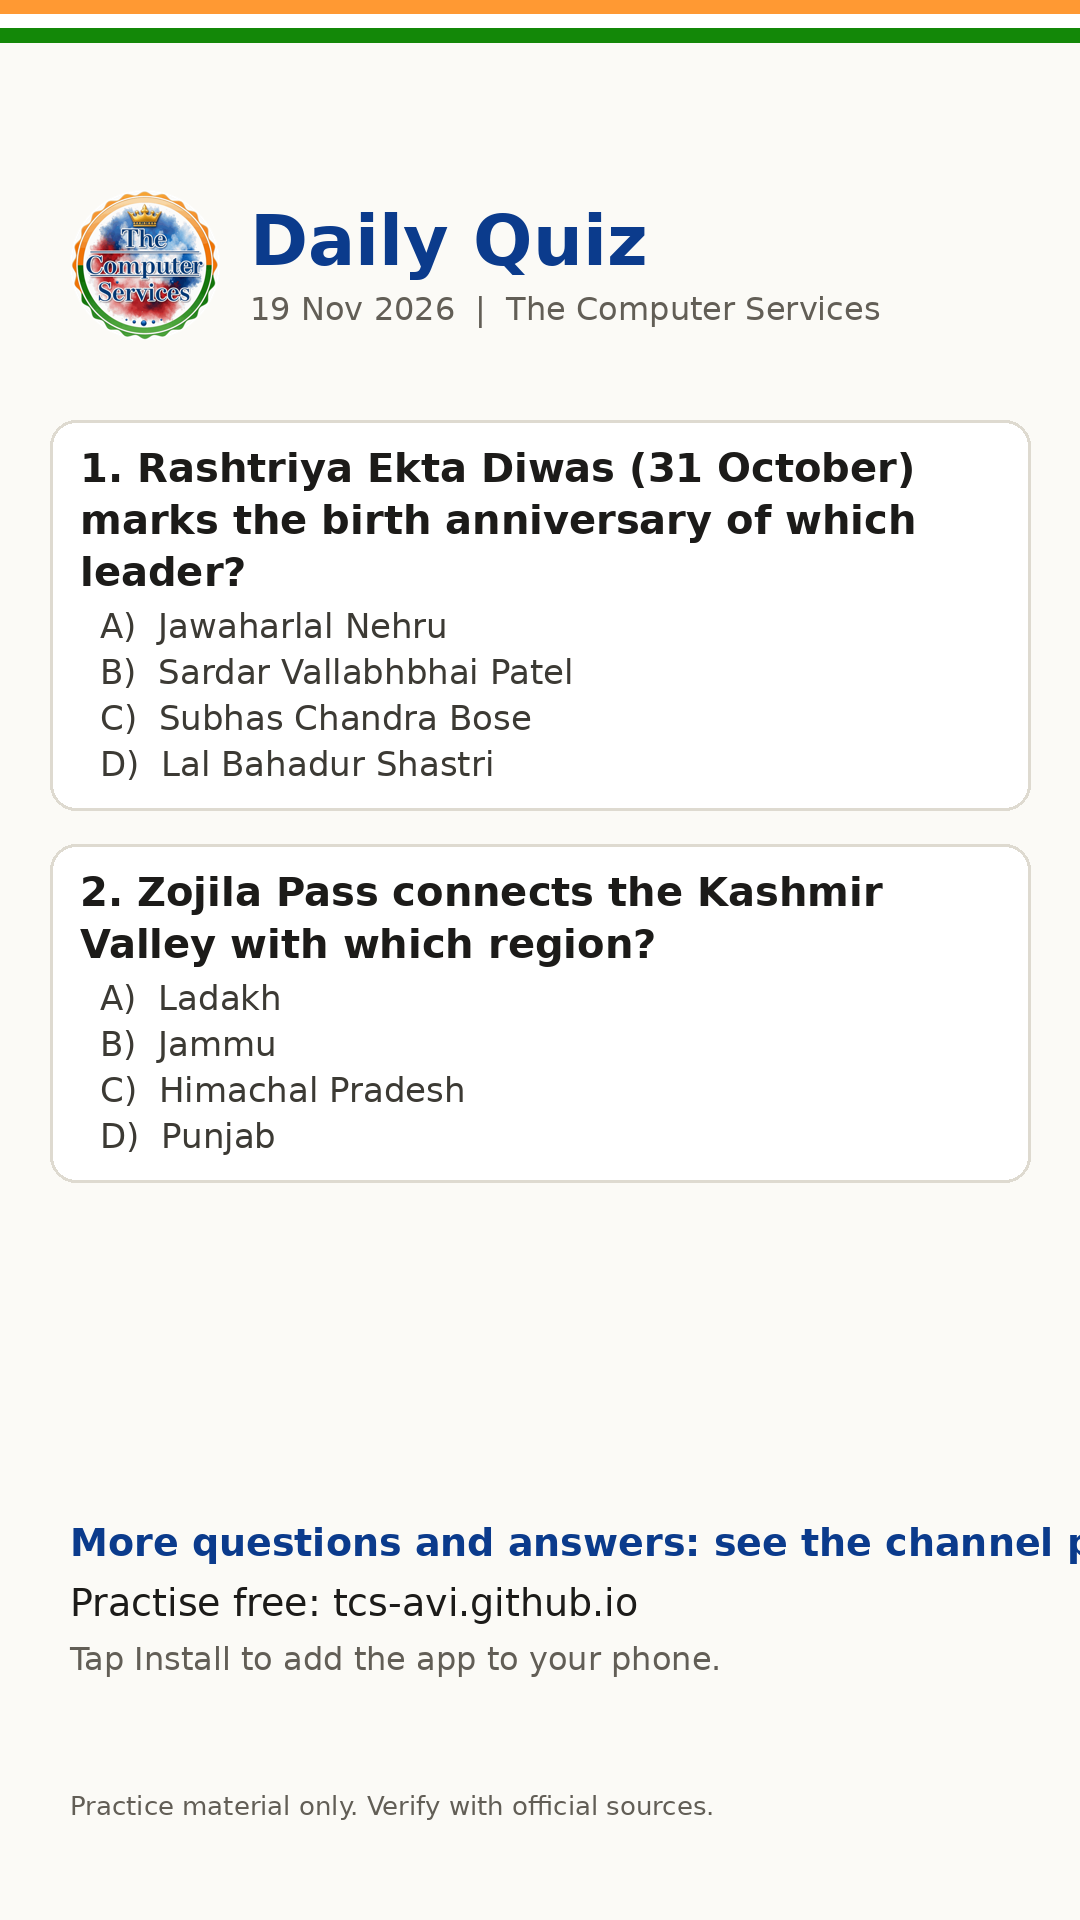 The
Computer
Services
Daily Quiz
19 Nov 2026 | The Computer Services
1. Rashtriya Ekta Diwas (31 October)
marks the birth anniversary of which
leader?
A) Jawaharlal Nehru
B) Sardar Vallabhbhai Patel
C) Subhas Chandra Bose
D) Lal Bahadur Shastri
2. Zojila Pass connects the Kashmir
Valley with which region?
A) Ladakh
B) Jammu
C) Himachal Pradesh
D) Punjab
More questions and answers: see the channel
Practise free: tcs-avi.github.io
Tap Install to add the app to your phone.
Practice material only. Verify with official sources.